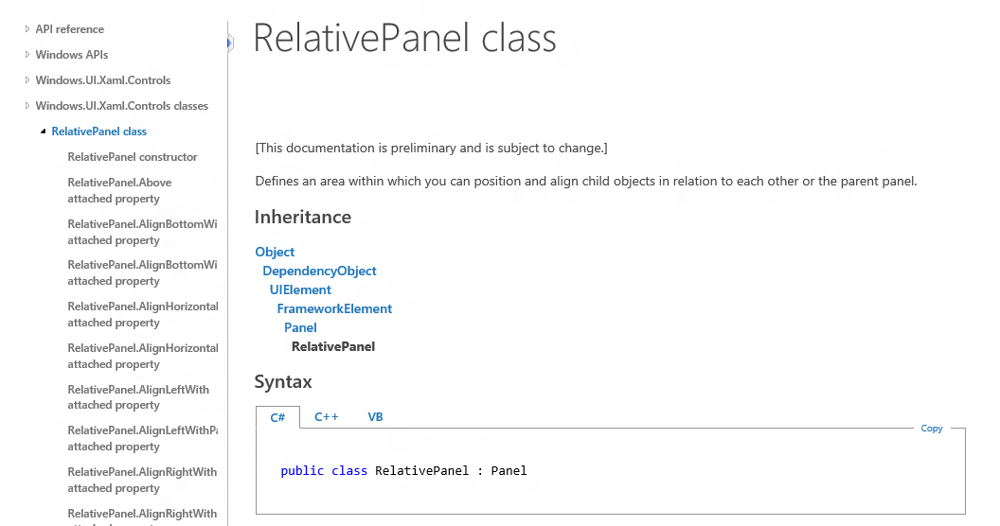 API reference
Windows APIs
Windows.UI.Xaml.Controls
Windows.UI.Xaml.Controls classes
RelativePanel class
RelativePanel constructor
RelativePanel.Above
attached property
RelativePanel.AlignBottomWi
attached property
RelativePanel.AlignBottomWi
attached property
RelativePanel.AlignHorizontal
attached property
RelativePanel.AlignHorizontal
attached property
RelativePanel.AlignLeftWith
attached property
RelativePanel.AlignLeftWithPa
attached property
RelativePanel.AlignRightWith
attached property
RelativePanel.AlignRightWith
RelativePanel class
[This documentation is preliminary and is subject to change.]
Defines an area within which you can position and align child objects in relation to each other or the parent panel.
Inheritance
Object
DependencyObject
UIElement
FrameworkElement
Panel
RelativePanel
Syntax
C# C++ VB
Copy
public class RelativePanel : Panel